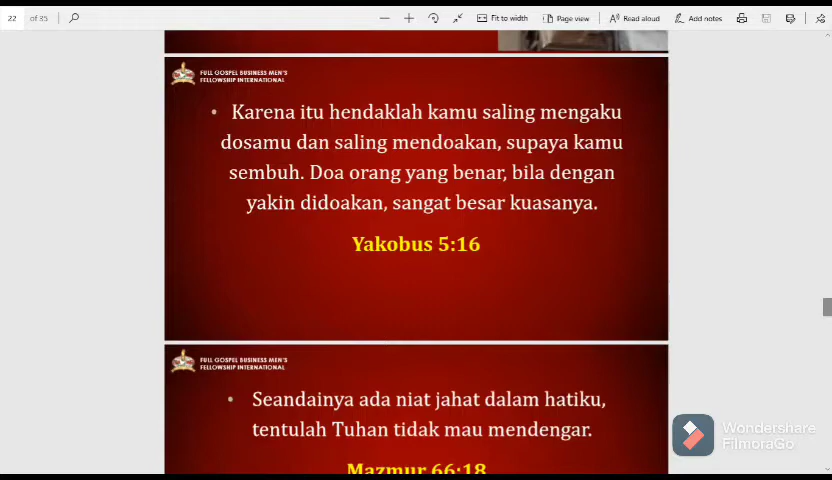 22 of 35
Fit to width
Page view
Read aloud
Add notes
FULL GOSPEL BUSINESS MEN'S
FELLOWSHIP INTERNATIONAL
• Karena itu hendaklah kamu saling mengaku
dosamu dan saling mendoakan, supaya kamu
sembuh. Doa orang yang benar, bila dengan
yakin didoakan, sangat besar kuasanya.
Yakobus 5:16
FULL GOSPEL BUSINESS MEN'S
FELLOWSHIP INTERNATIONAL
• Seandainya ada niat jahat dalam hatiku,
tentulah Tuhan tidak mau mendengar.
Mazmur 66:18
Wondershare
FilmoraGo